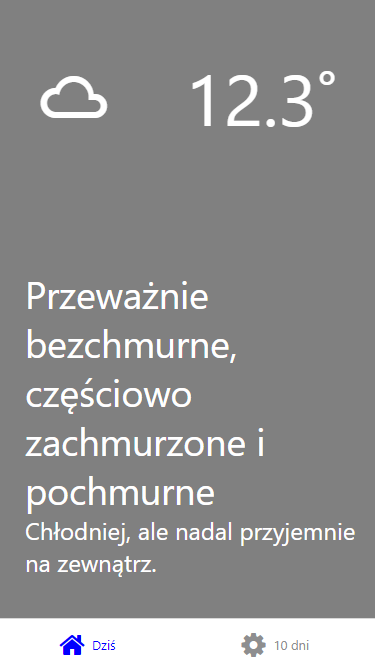 12.3°
Przeważnie
bezchmurne,
częściowo
zachmurzone i
pochmurne
Chłodniej, ale nadal przyjemnie
na zewnątrz.
Dziś
10 dni